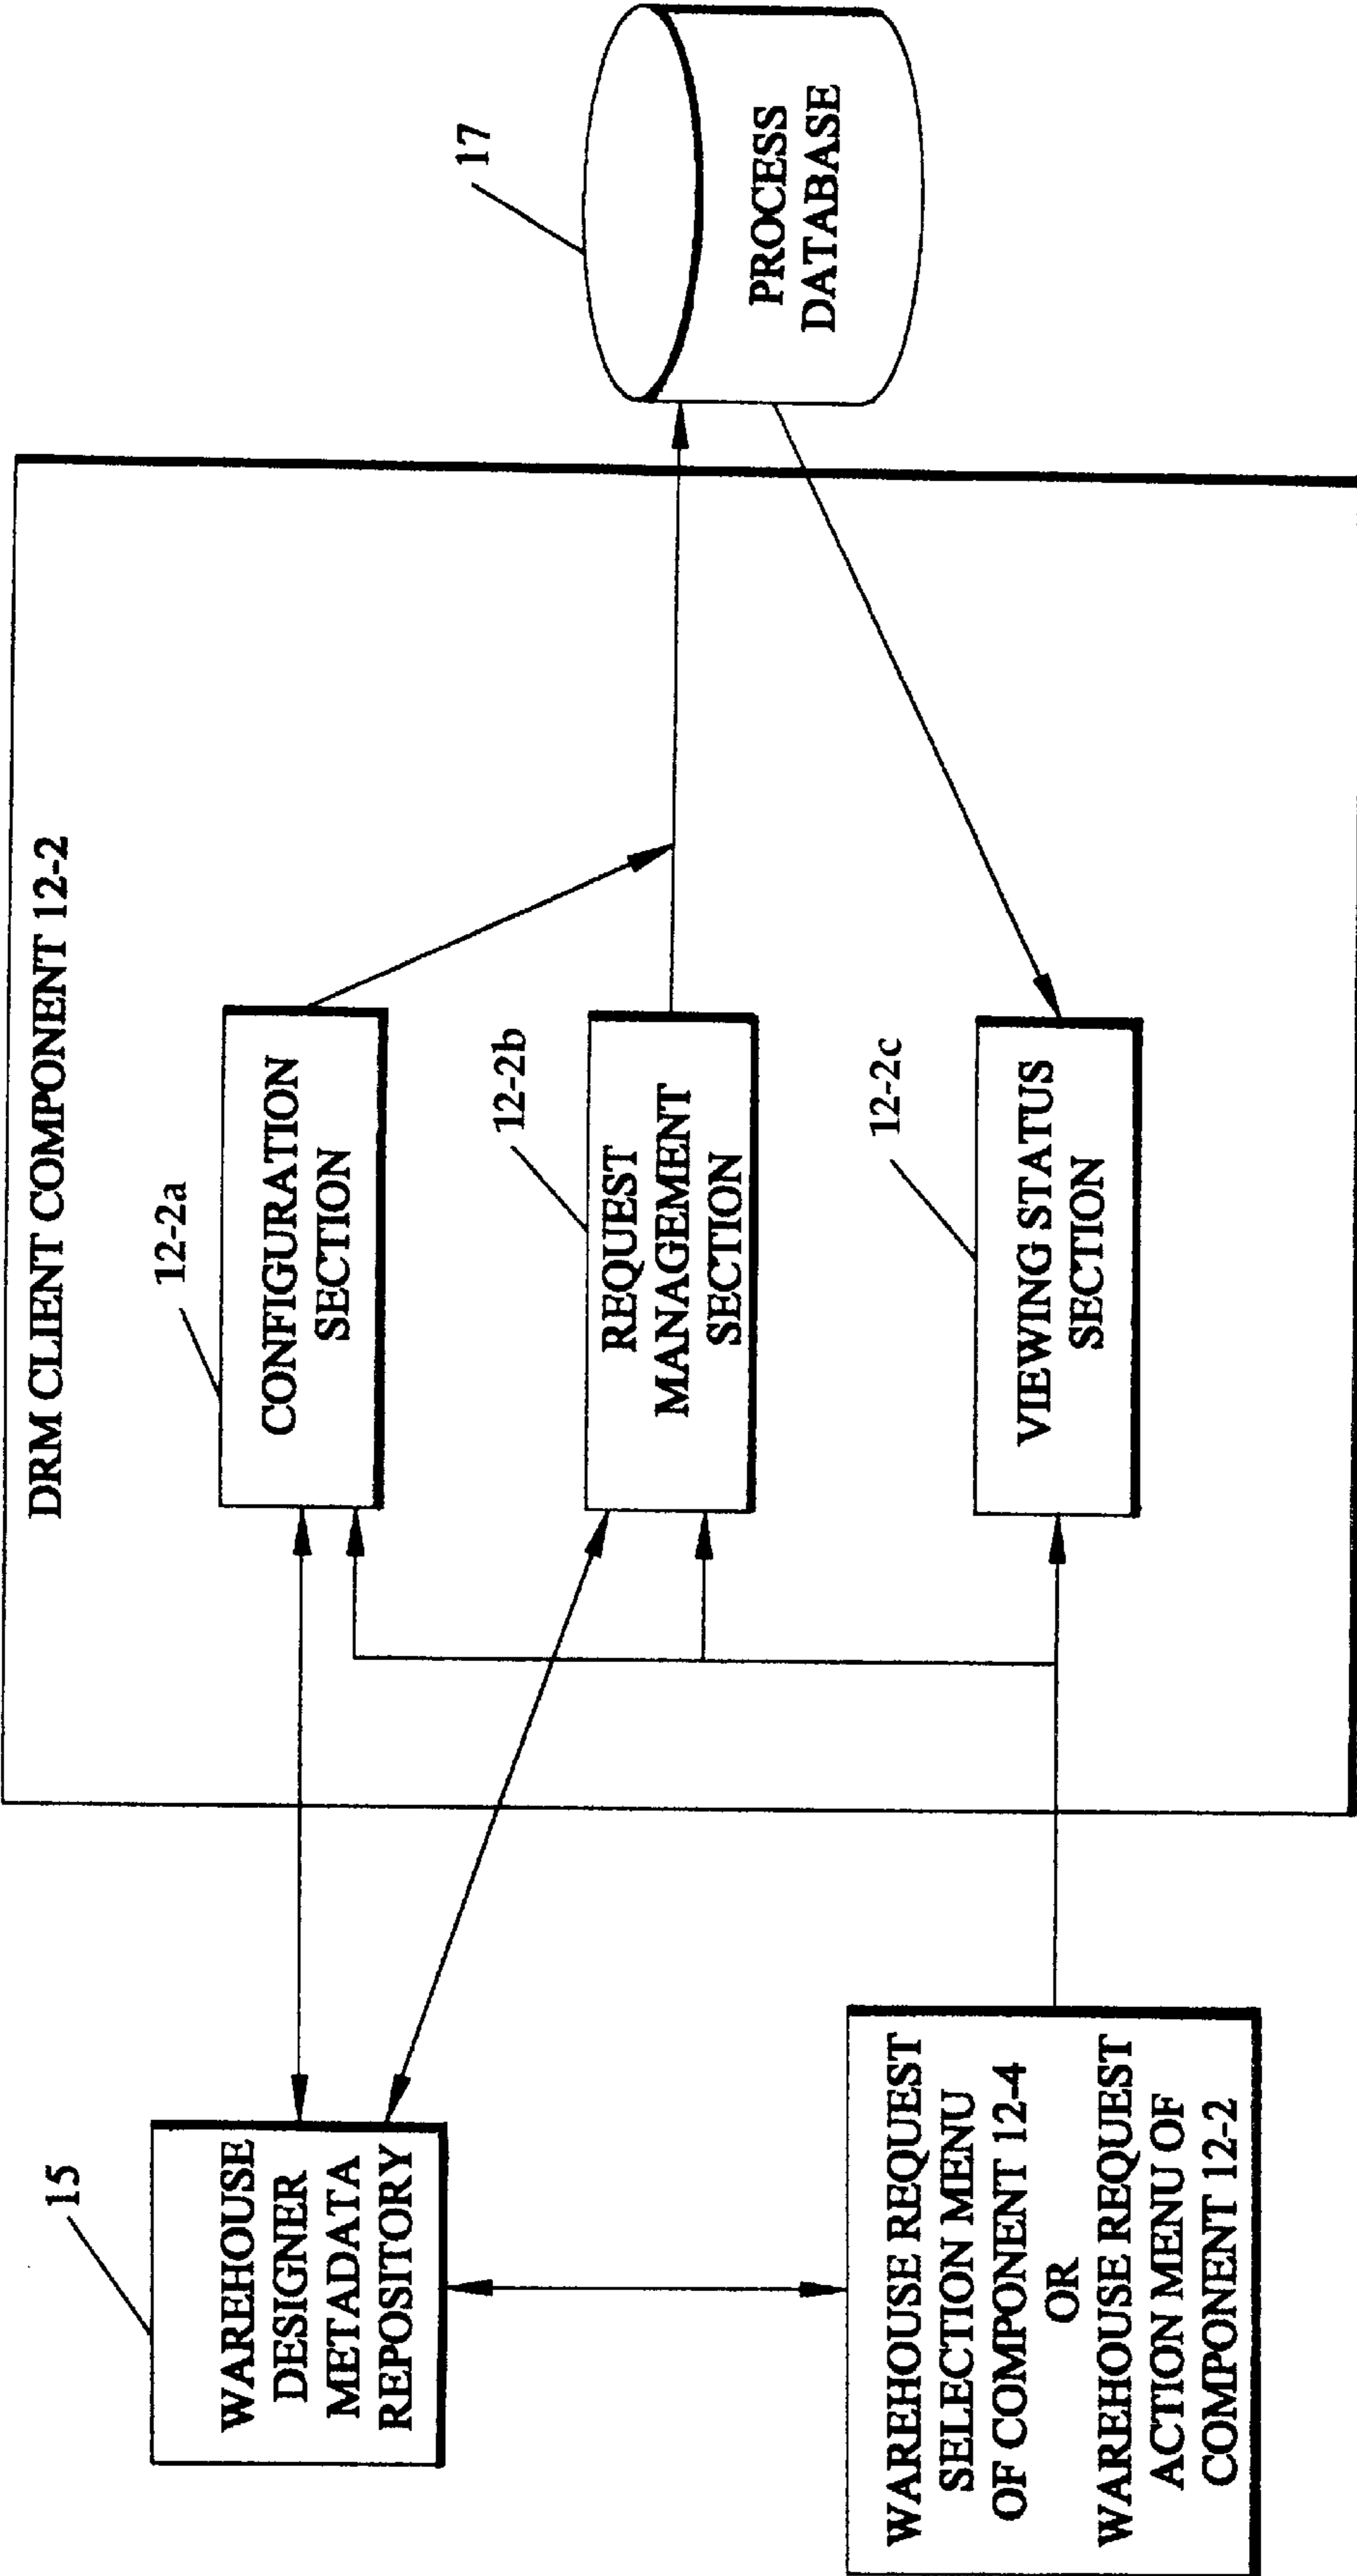 DRM CLIENT COMPONENT 12-2
15
WAREHOUSE
DESIGNER
METADATA
REPOSITORY
12-2a
CONFIGURATION
SECTION
12-2b
REQUEST
MANAGEMENT
SECTION
12-2c
VIEWING STATUS
SECTION
17
PROCESS
DATABASE
WAREHOUSE REQUEST
SELECTION MENU
OF COMPONENT 12-4
OR
WAREHOUSE REQUEST
ACTION MENU OF
COMPONENT 12-2